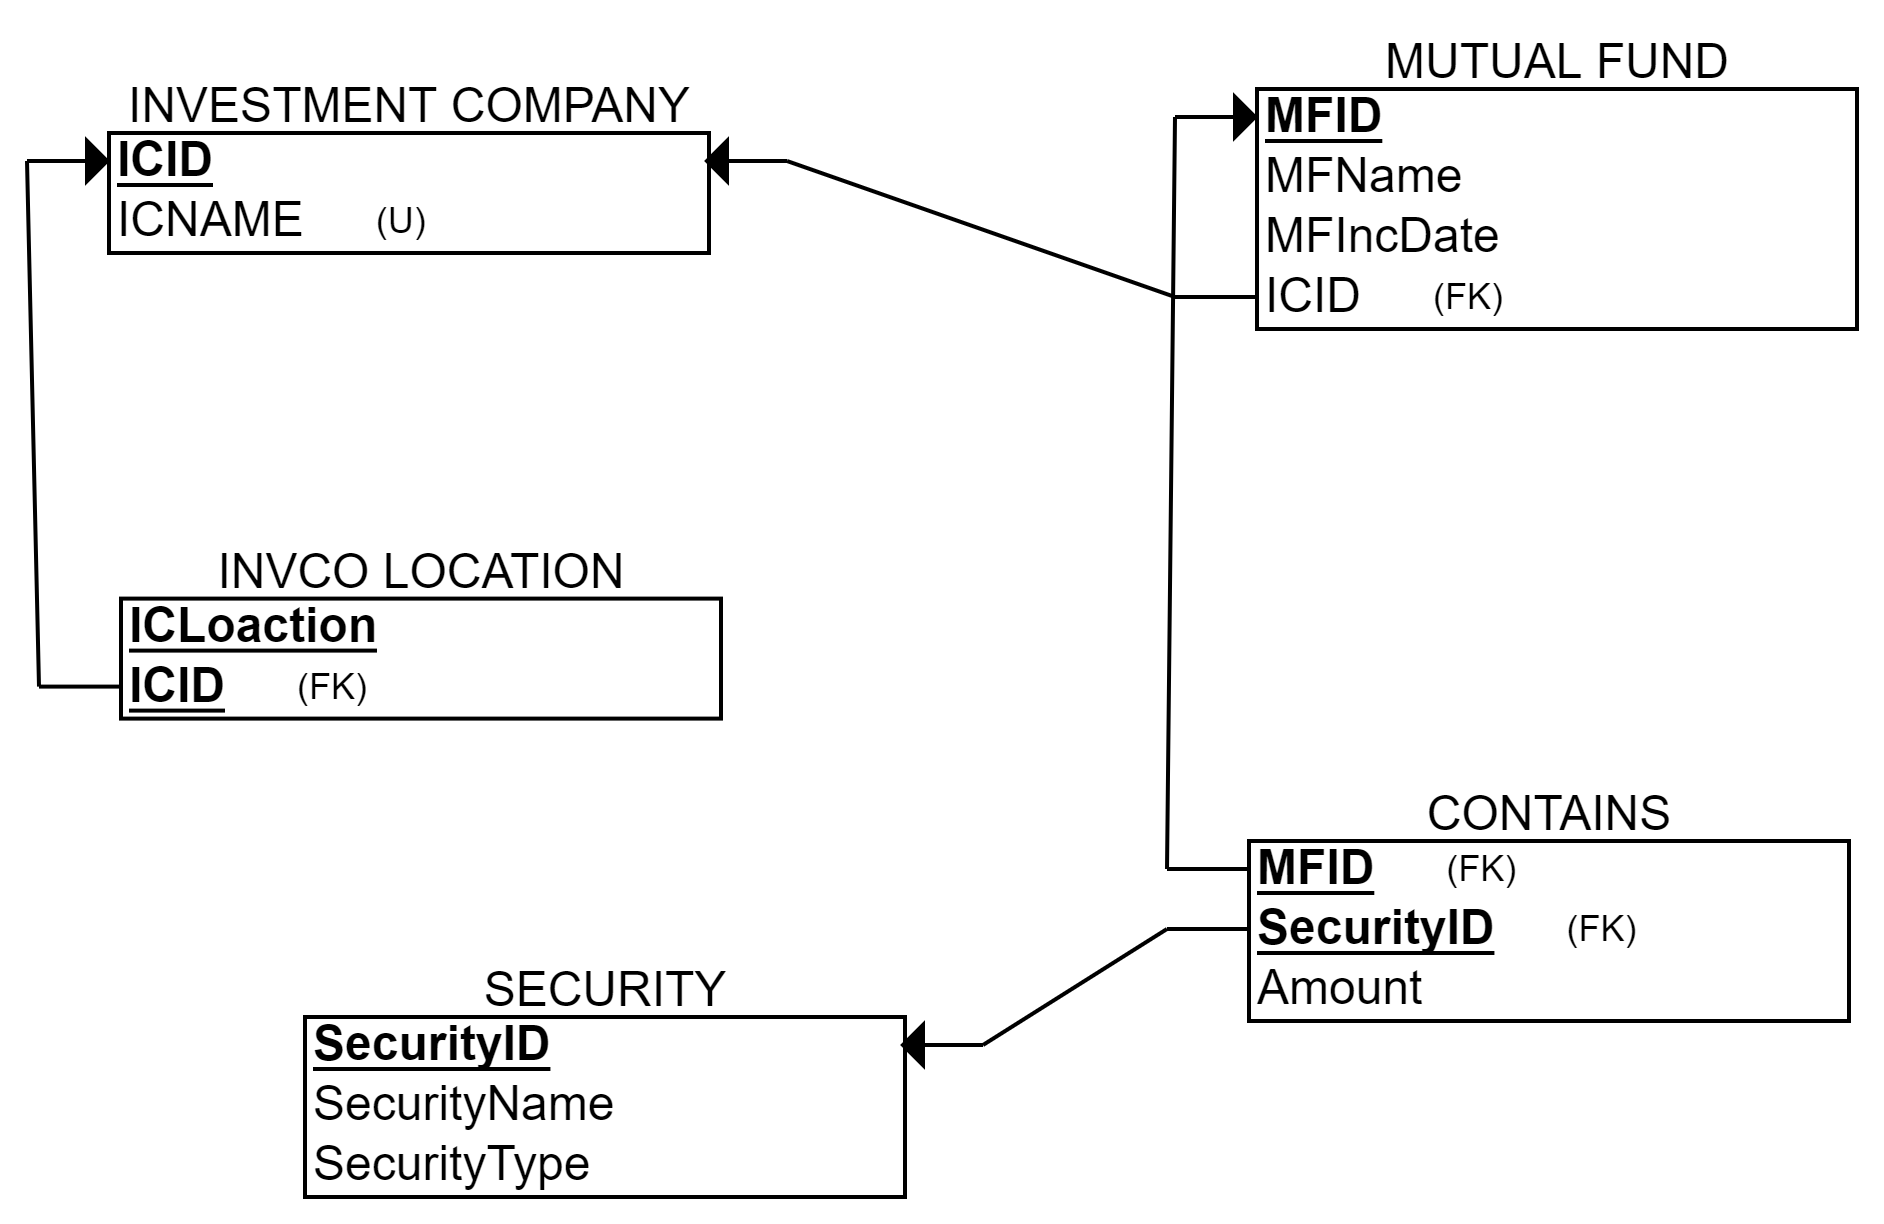 INVESTMENT COMPANY
ICID
ICNAME (U)
MUTUAL FUND
MFID
MFName
MFIncDate
ICID (FK)
INVCO LOCATION
ICLoaction
ICID (FK)
CONTAINS
MFID (FK)
SecurityID (FK)
Amount
SECURITY
SecurityID
SecurityName
SecurityType